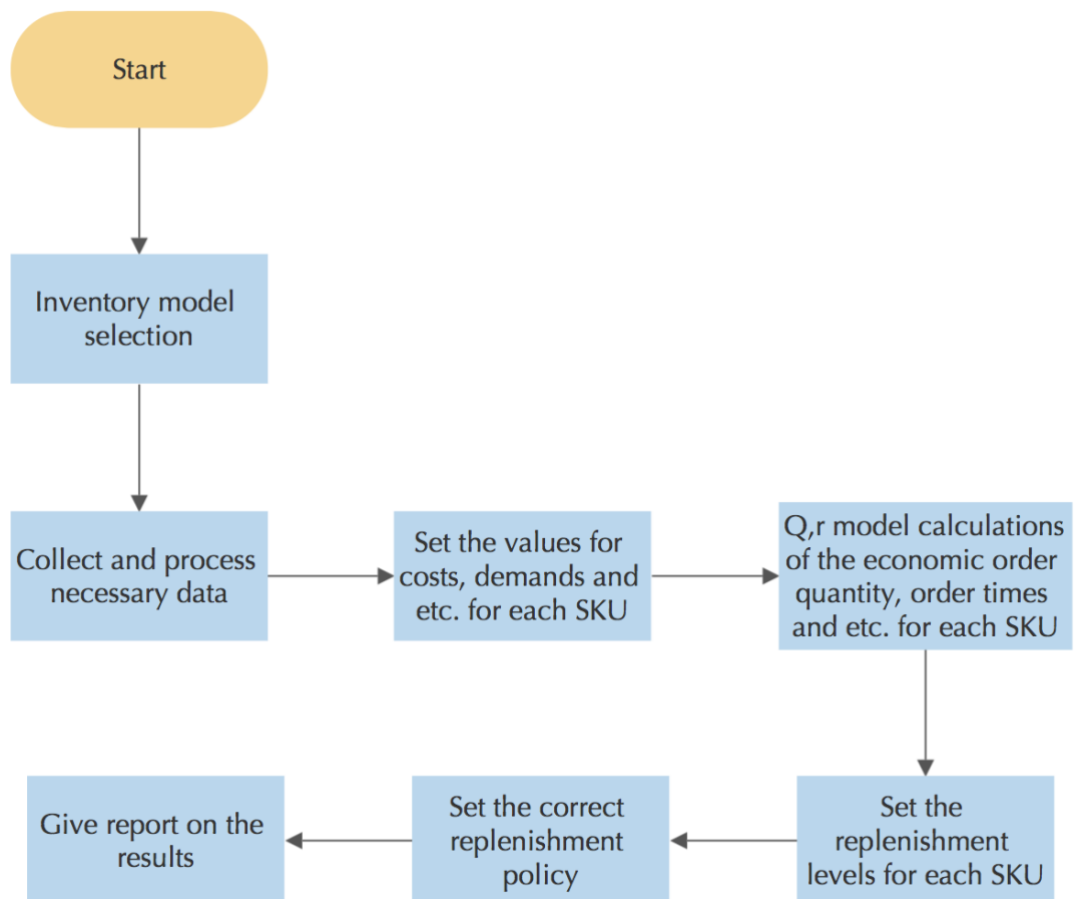 Start
Inventory model
selection
Collect and process
necessary data
Set the values for
costs, demands and
etc. for each SKU
Q,r model calculations
of the economic order
quantity, order times
and etc. for each SKU
Set the
replenishment
levels for each SKU
Set the correct
replenishment
policy
Give report on the
results